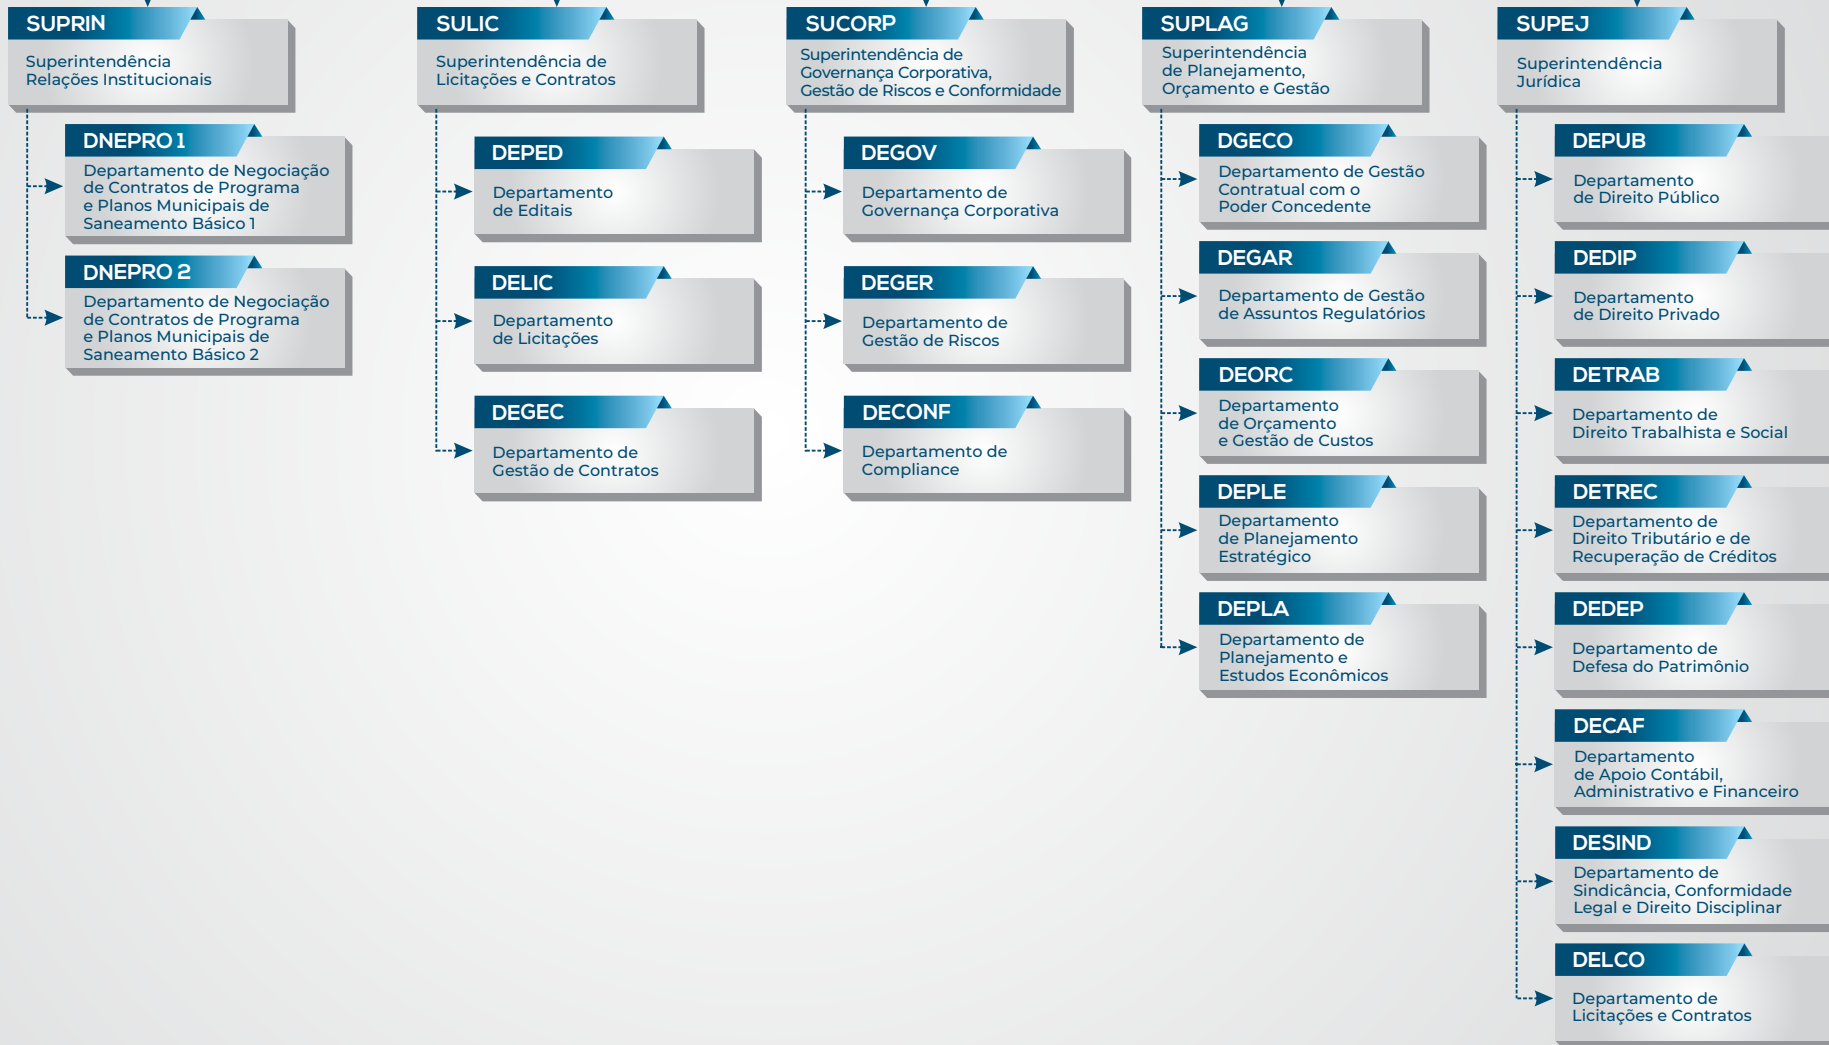 SUPRIN
Superintendência
Relações Institucionais
DNEPRO 1
Departamento de Negociação
de Contratos de Programa
e Planos Municipais de
Saneamento Básico 1
DNEPRO 2
Departamento de Negociação
de Contratos de Programa
e Planos Municipais de
Saneamento Básico 2
SULIC
Superintendência de
Licitações e Contratos
DEPED
Departamento
de Editais
DELIC
Departamento
de Licitações
DEGEC
Departamento de
Gestão de Contratos
SUCORP
Superintendência de
Governança Corporativa,
Gestão de Riscos e Conformidade
DEGOV
Departamento de
Governança Corporativa
DEGER
Departamento de
Gestão de Riscos
DECONF
Departamento de
Compliance
SUPLAG
Superintendência
de Planejamento,
Orçamento e Gestão
DGECO
Departamento de Gestão
Contratual com o
Poder Concedente
DEGAR
Departamento de Gestão
de Assuntos Regulatórios
DEORC
Departamento
de Orçamento
e Gestão de Custos
DEPLE
Departamento
de Planejamento
Estratégico
DEPLA
Departamento de
Planejamento e
Estudos Econômicos
SUPEJ
Superintendência
Jurídica
DEPUB
Departamento
de Direito Público
DEDIP
Departamento
de Direito Privado
DETRAB
Departamento de
Direito Trabalhista e Social
DETREC
Departamento de
Direito Tributário e de
Recuperação de Créditos
DEDEP
Departamento de
Defesa do Patrimônio
DECAF
Departamento
de Apoio Contábil,
Administrativo e Financeiro
DESIND
Departamento de
Sindicância, Conformidade
Legal e Direito Disciplinar
DELCO
Departamento de
Licitações e Contratos